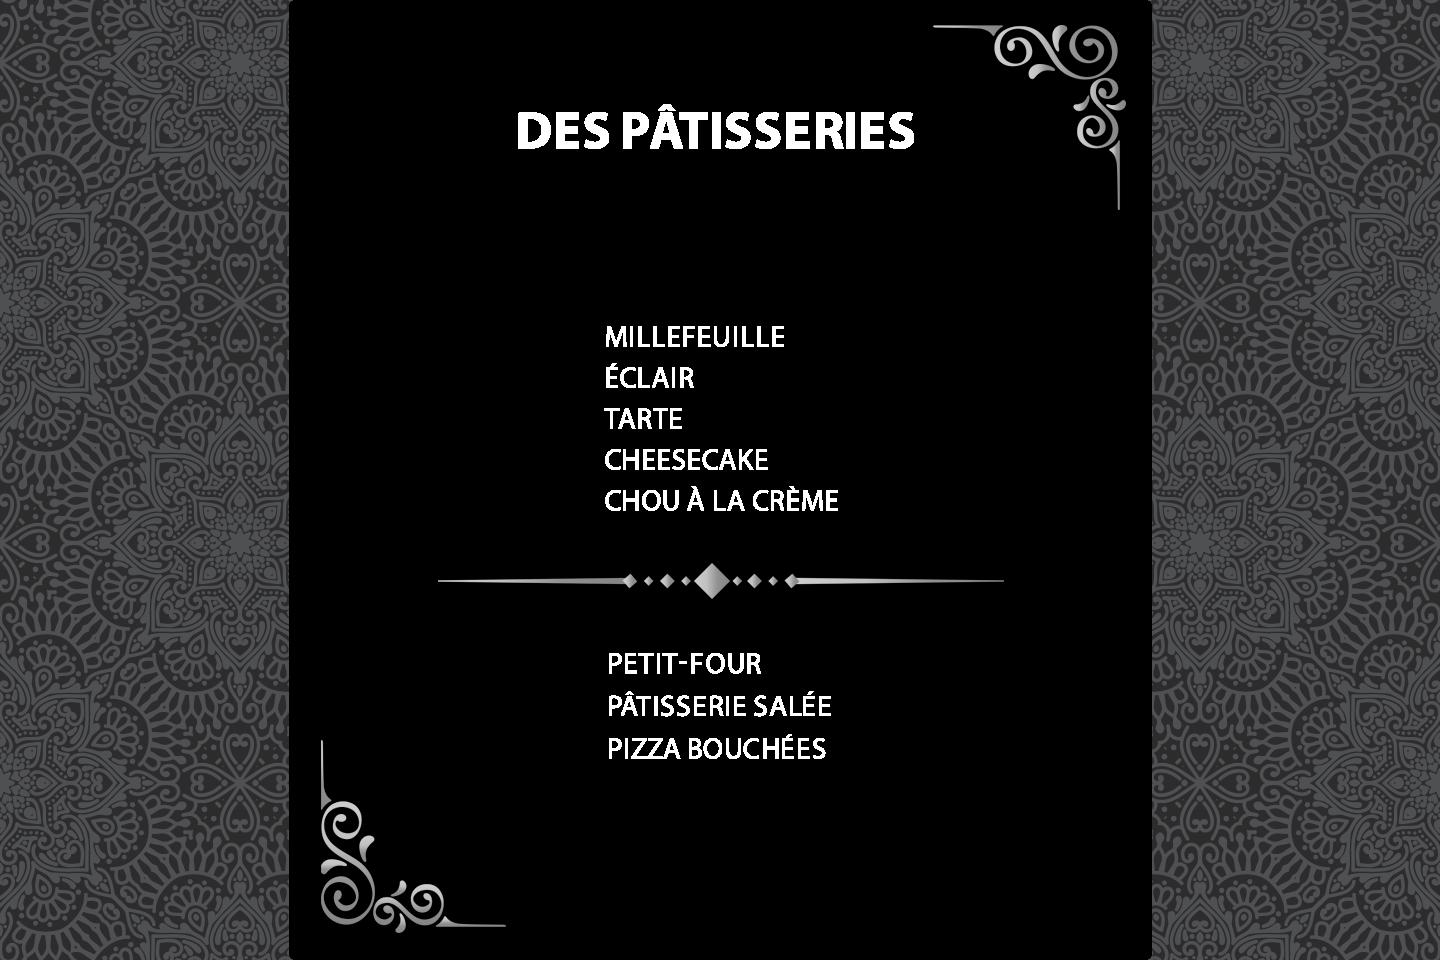 DES PÂTISSERIES
MILLEFEUILLE
ÉCLAIR
TARTE
CHEESECAKE
CHOU À LA CRÈME
PETIT-FOUR
PÂTISSERIE SALÉE
PIZZA BOUCHÉES